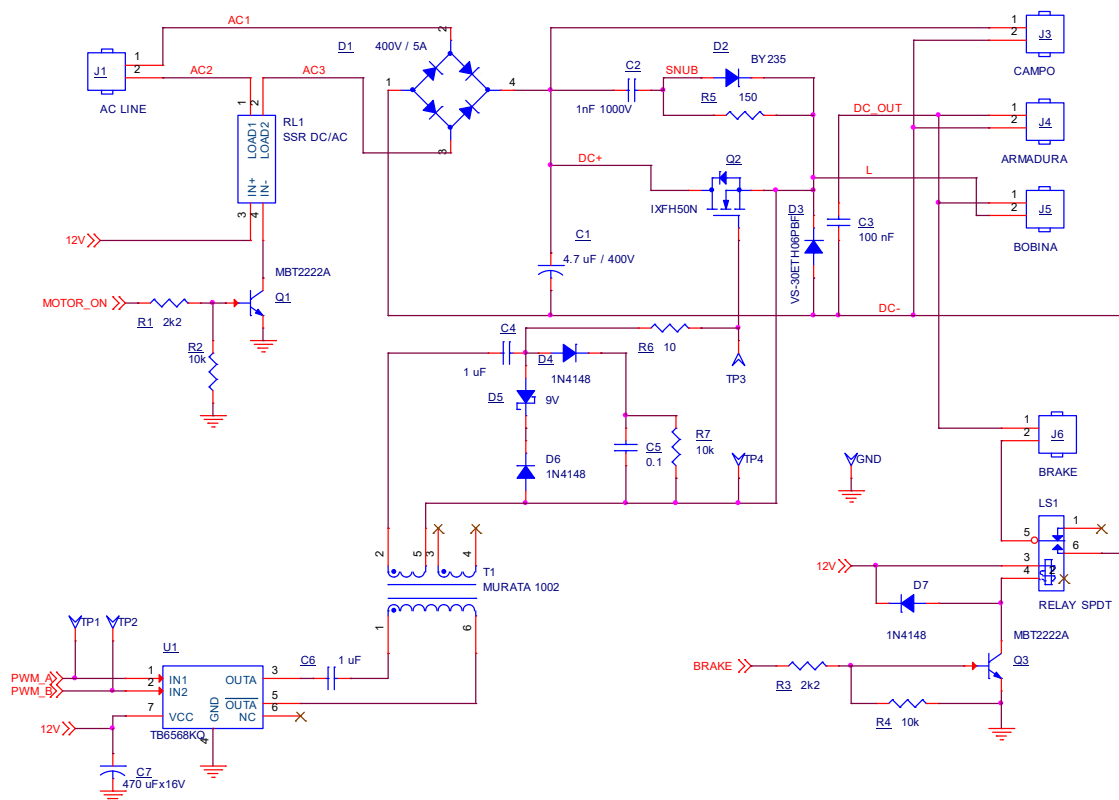 AC1
J1
1
2
AC LINE
AC2
AC3
D1
400V / 5A
2
1
4
3
1
2
LOAD1
LOAD2
IN+
IN-
3
4
RL1
SSR DC/AC
12V
MBT2222A
Q1
MOTOR_ON
R1
2k2
R2
10k
C2
1nF 1000V
SNUB
D2
BY235
R5
150
DC+
Q2
IXFH50N
C1
4.7 uF / 400V
D3
VS-30ETH06PBF
C3
100 nF
DC_OUT
L
DC-
1
2
J3
CAMPO
1
2
J4
ARMADURA
1
2
J5
BOBINA
C4
1 uF
D4
1N4148
R6
10
TP3
D5
9V
D6
1N4148
C5
0.1
R7
10k
TP4
GND
1
2
J6
BRAKE
LS1
5
1
6
3
4
2
RELAY SPDT
12V
D7
1N4148
MBT2222A
Q3
BRAKE
R3
2k2
R4
10k
2
5
3
4
T1
MURATA 1002
1
6
TP1
TP2
U1
PWM_A
PWM_B
1
2
7
IN1
IN2
VCC
GND
4
OUTA
OUTA
NC
3
5
6
TB6568KQ
C6
1 uF
12V
C7
470 uFx16V